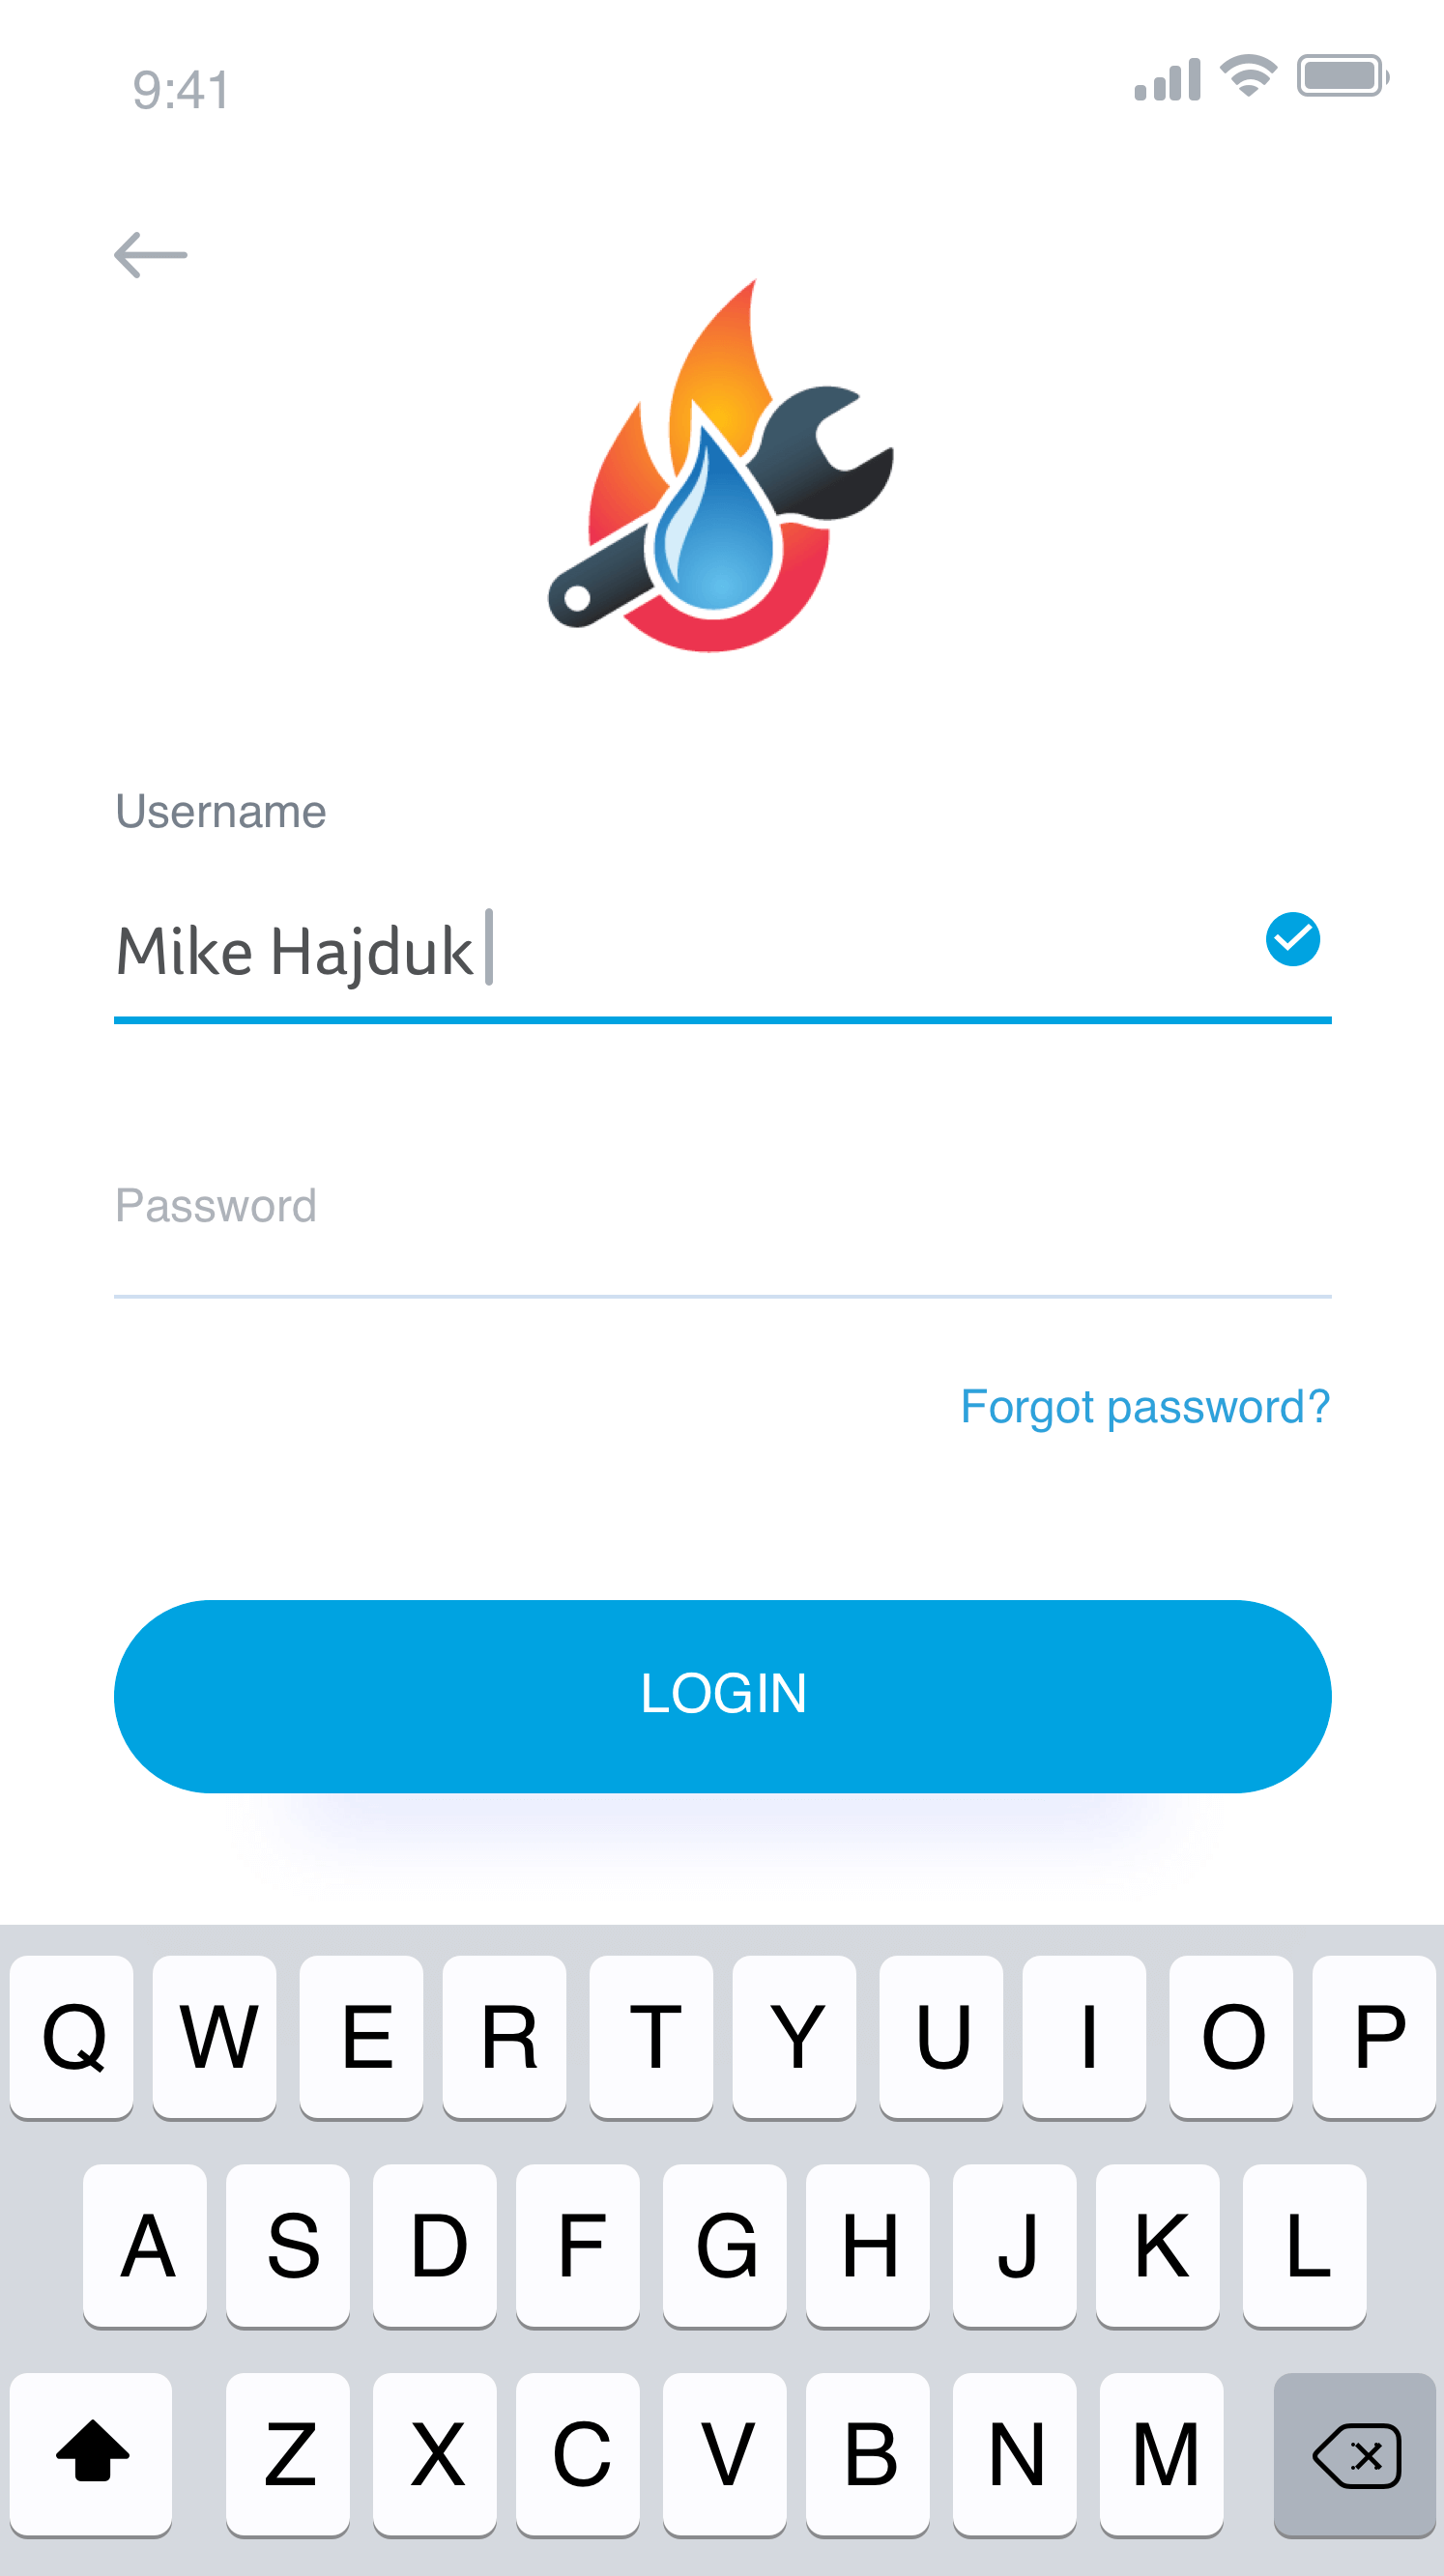 9:41
Username
Mike Hajduk
Password
Forgot password?
LOGIN
Q W E R T Y U I O P
A S D F G H J K L
Z X C V B N M